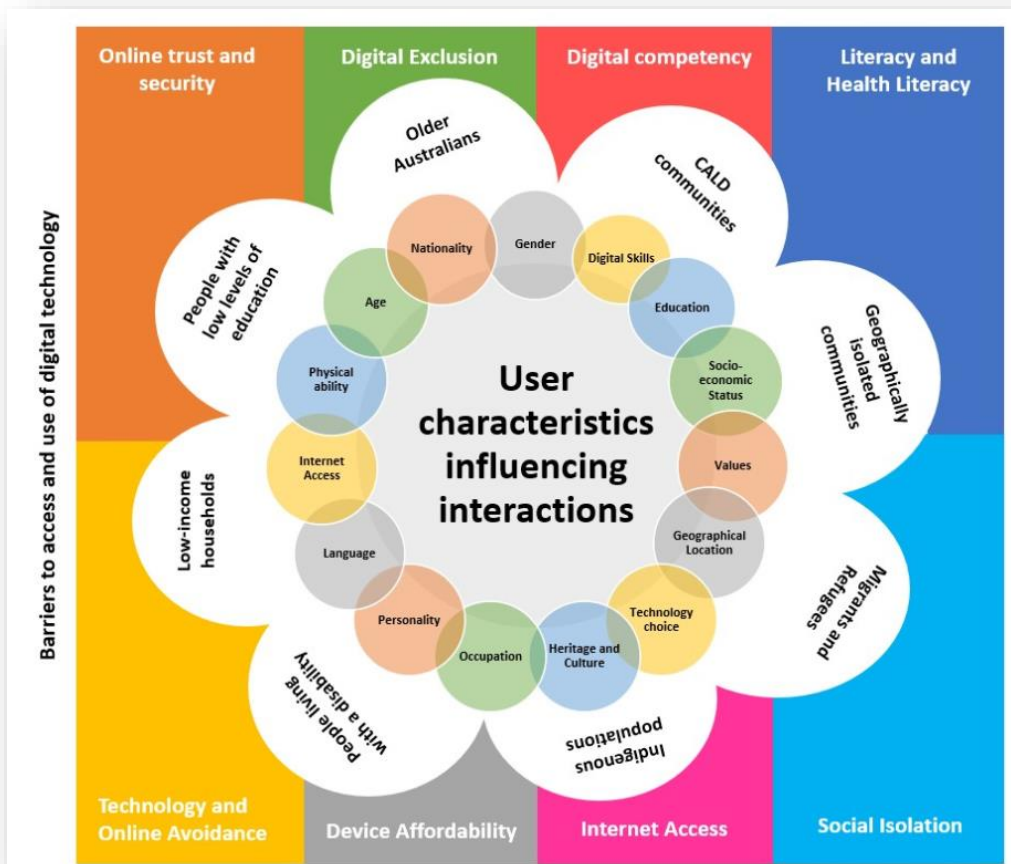 Barriers to access and use of digital technology
Online trust and
security
Digital Exclusion
Digital competency
Literacy and
Health Literacy
Older
Australians
CALD
communities
People with
low levels of
education
Geographically
isolated
communities
Low-income
households
Migrants and
Refugees
People living
with a disability
Indigenous
populations
Nationality
Gender
Digital Skills
Education
Socio-
economic
Status
Values
Geographical
Location
Technology
choice
Heritage and
Culture
Occupation
Personality
Language
Internet
Access
Physical
ability
Age
User
characteristics
influencing
interactions
Technology and
Online Avoidance
Device Affordability
Internet Access
Social Isolation